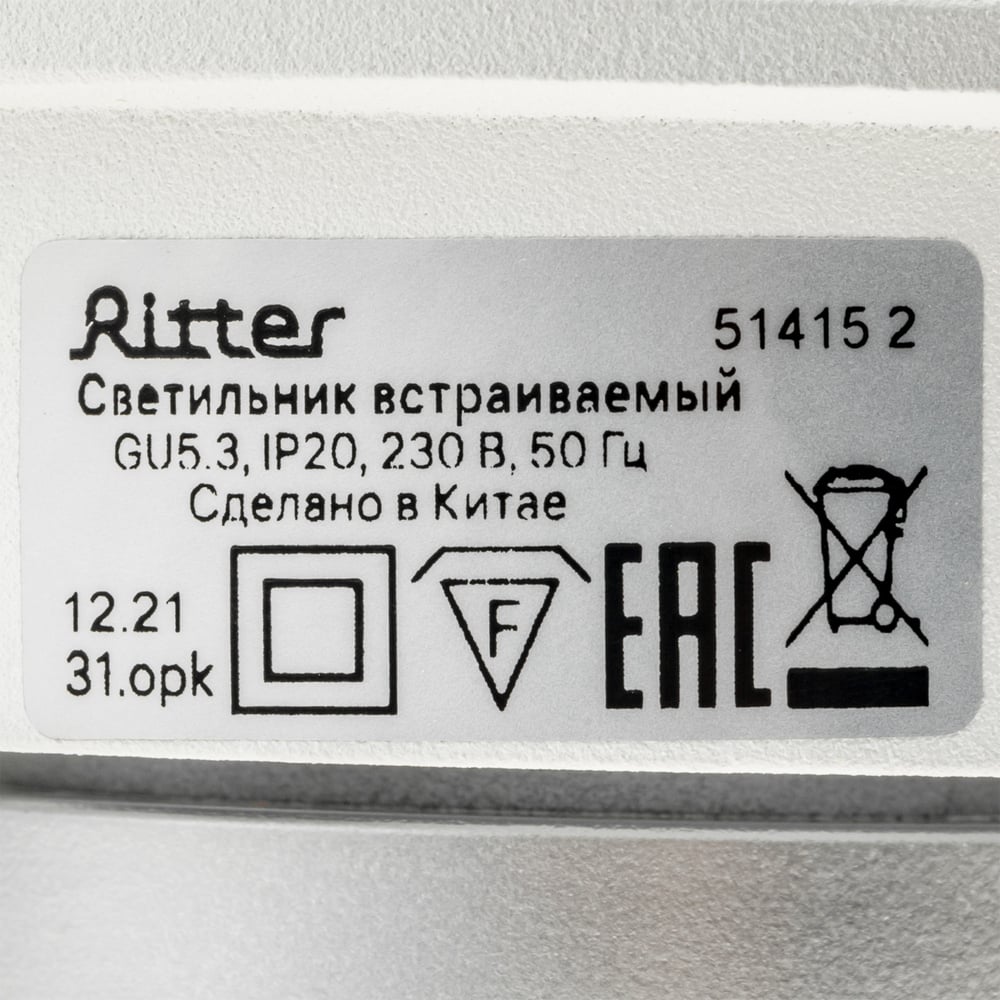 Ritter
51415 2
Светильник встраиваемый
GU5.3, IP20, 230 В, 50 Гц
Сделано в Китае
12.21
31.opk
F
EAC